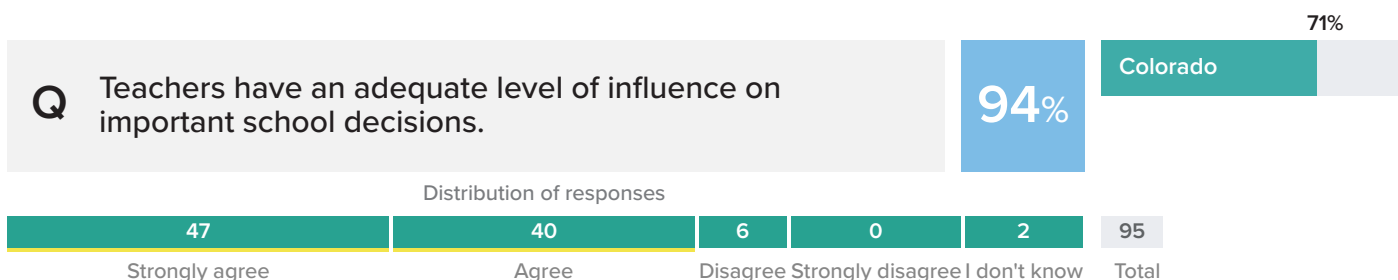 71%
Q
Teachers have an adequate level of influence on
important school decisions.
94%
Colorado
Distribution of responses
47 40 6 0 2 95
Strongly agree Agree Disagree Strongly disagree I don't know Total